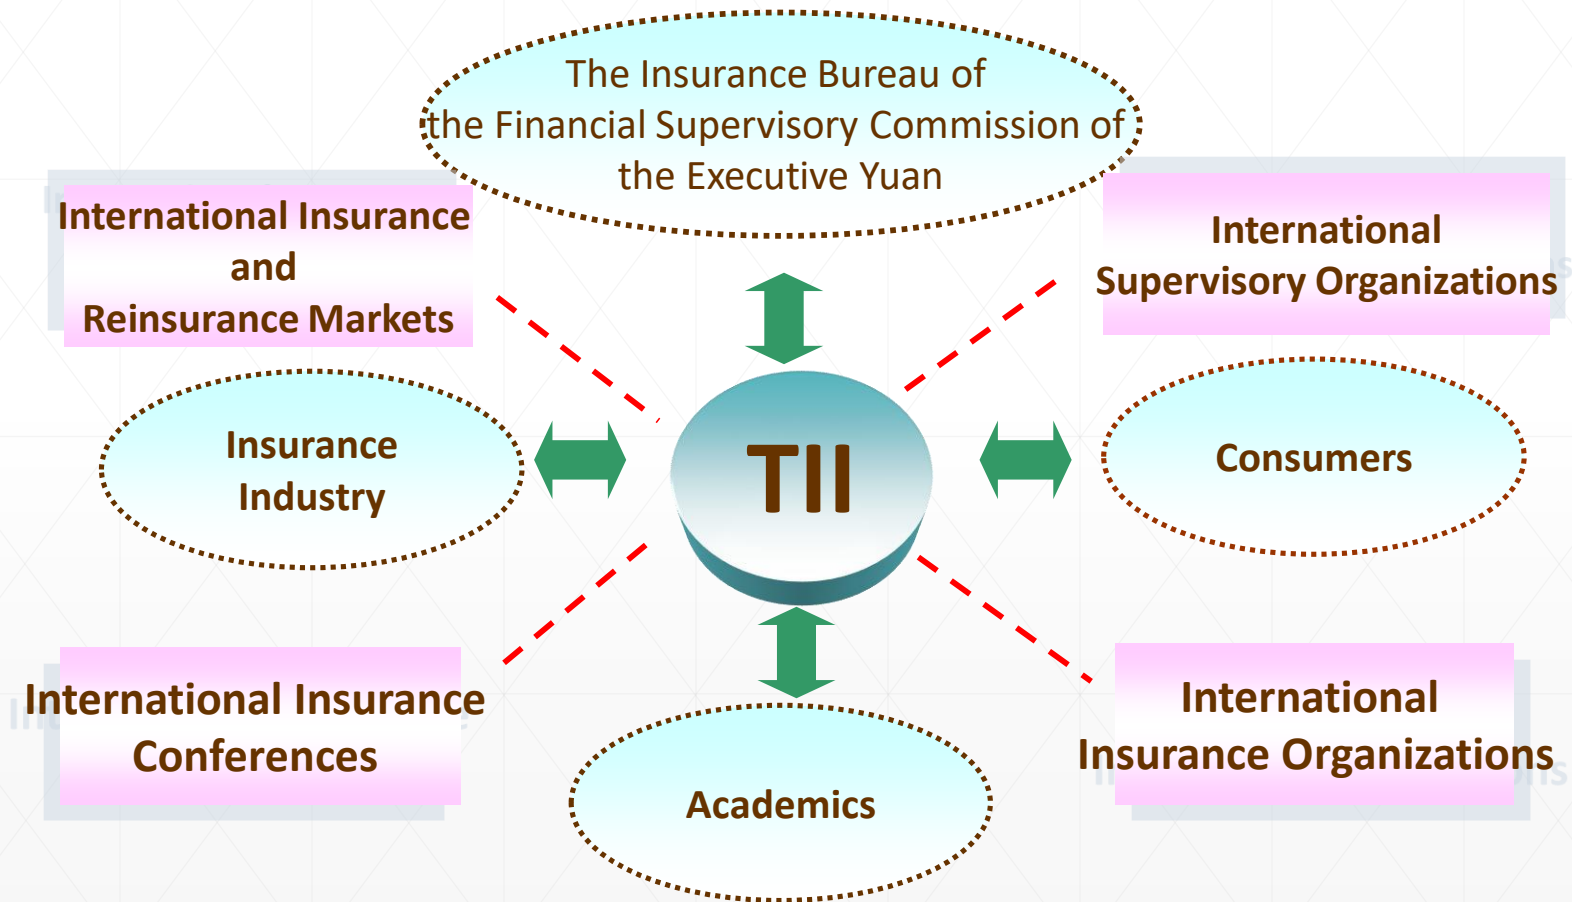 The Insurance Bureau of
the Financial Supervisory Commission of
the Executive Yuan
International Insurance
and
Reinsurance Markets
International
Supervisory Organizations
Insurance
Industry
TII
Consumers
International Insurance
Conferences
International
Insurance Organizations
Academics